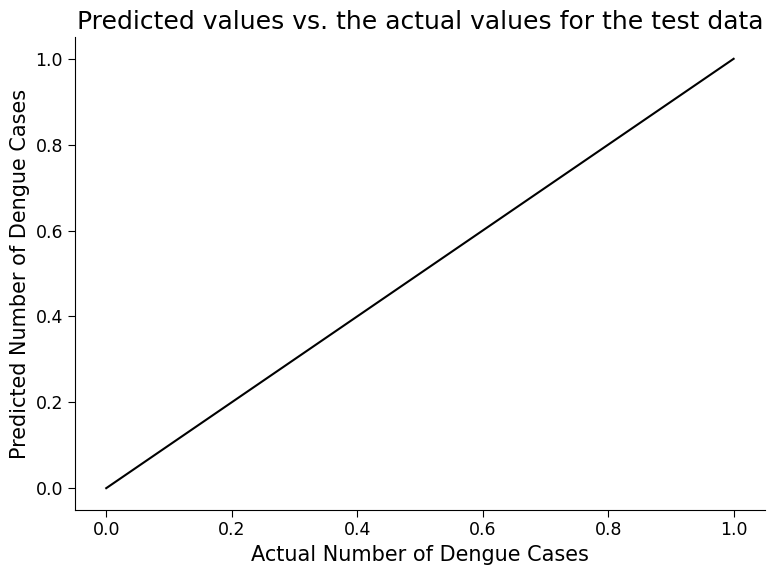 Predicted values vs. the actual values for the test data
Predicted Number of Dengue Cases
1.0
0.8
0.6
0.4
0.2
0.0
0.0 0.2 0.4 0.6 0.8 1.0
Actual Number of Dengue Cases